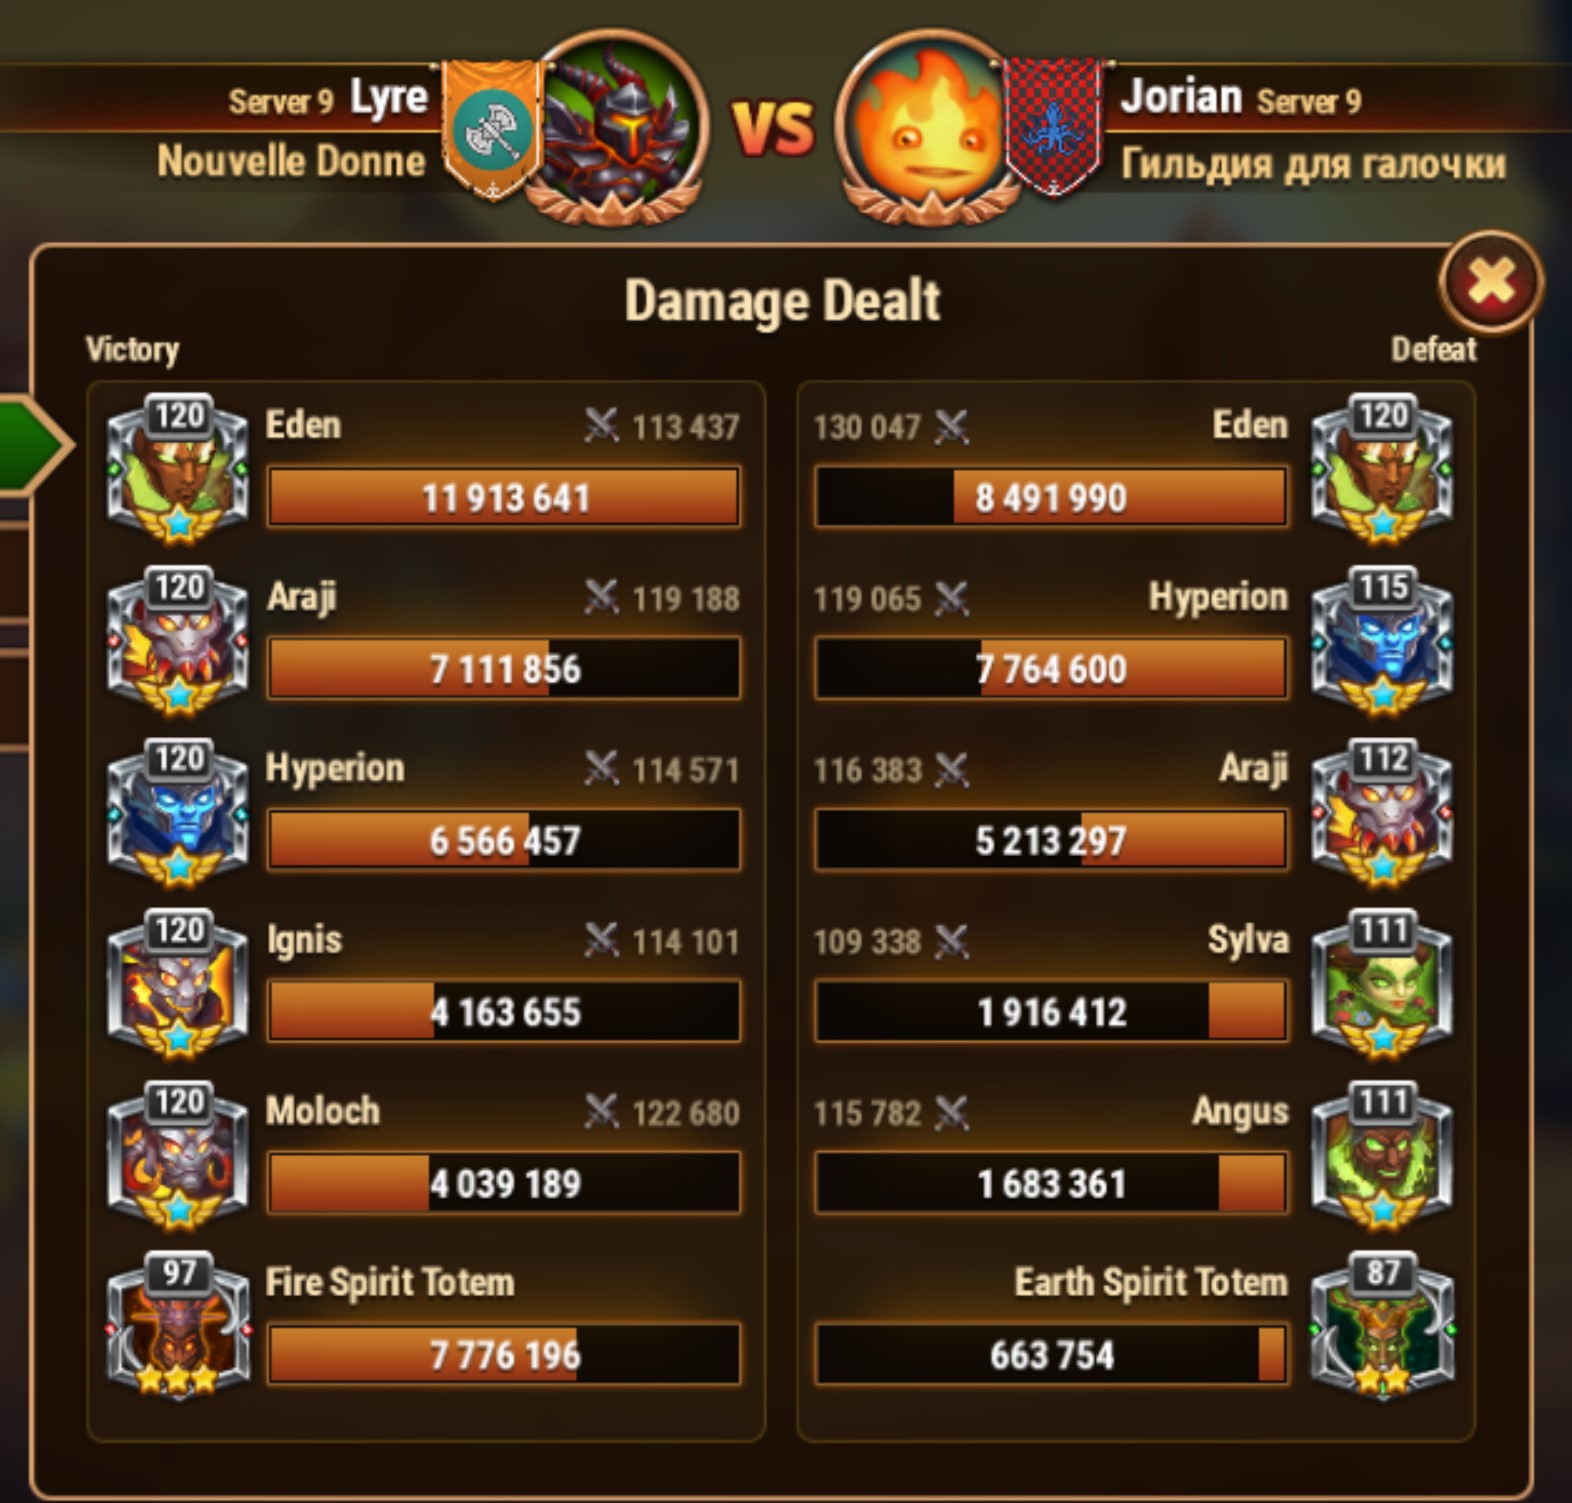 Server 9 Lyre
Nouvelle Donne
VS
Jorian Server 9
Гильдия для галочки
Damage Dealt
Victory
Defeat
120 Eden 113 437
11 913 641
120 Araji 119 188
7 111 856
120 Hyperion 114 571
6 566 457
120 Ignis 114 101
4 163 655
120 Moloch 122 680
4 039 189
97 Fire Spirit Totem
7 776 196
130 047 Eden 120
8 491 990
119 065 Hyperion 115
7 764 600
116 383 Araji 112
5 213 297
109 338 Sylva 111
1 916 412
115 782 Angus 111
1 683 361
Earth Spirit Totem 87
663 754